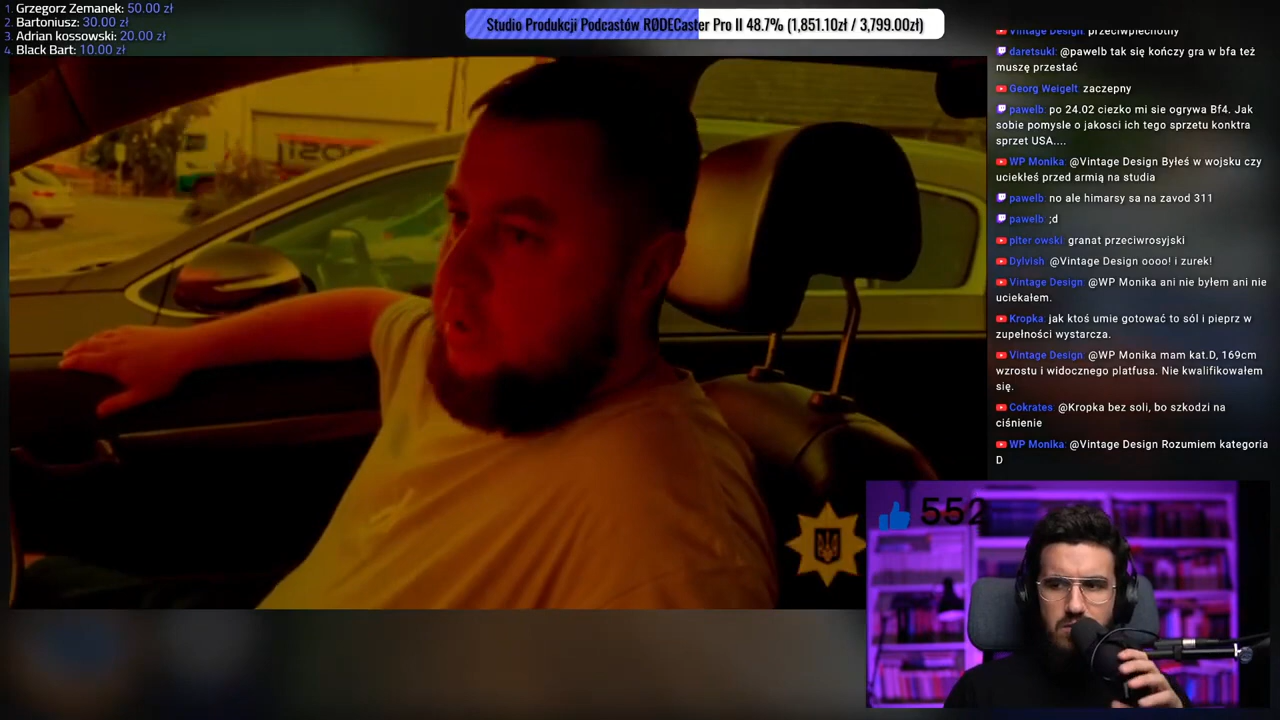 1. Grzegorz Zemanek: 50.00 zł
2. Bartoniusz: 30.00 zł
3. Adrian kossowski: 20.00 zł
4. Black Bart: 10.00 zł
Studio Produkcji Podcastów RØDECaster Pro II 48.7% (1,851.10zł / 3,799.00zł)
Vintage Design: przeciwpiechotny
daretsuki: @pawelb tak się kończy gra w bfa też
muszę przestać
Georg Weigelt: zaczepny
pawelb: po 24.02 ciezko mi sie ogrywa Bf4. Jak
sobie pomysle o jakosci ich tego sprzetu konktra
sprzet USA....
WP Monika: @Vintage Design Byłeś w wojsku czy
uciekłeś przed armią na studia
pawelb: no ale himarsy sa na zavod 311
pawelb: ;d
piter owski: granat przeciwrosyjski
Dylvish: @Vintage Design oooo! i zurek!
Vintage Design: @WP Monika ani nie byłem ani nie
uciekałem.
Kropka: jak ktoś umie gotować to sól i pieprz w
zupełności wystarcza.
Vintage Design: @WP Monika mam kat.D, 169cm
wzrostu i widocznego platfusa. Nie kwalifikowałem
się.
Cokrates: @Kropka bez soli, bo szkodzi na
ciśnienie
WP Monika: @Vintage Design Rozumiem kategoria
D
552